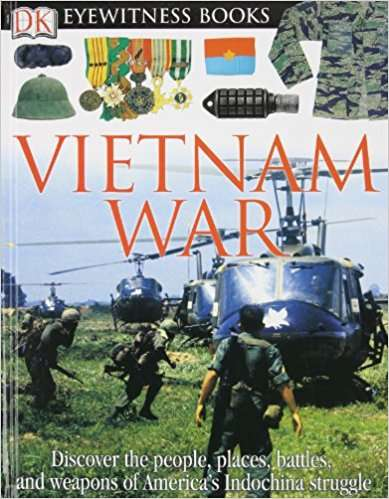 DK EYEWITNESS BOOKS
VIETNAM
WAR
Discover the people, places, battles,
and weapons of America's Indochina struggle